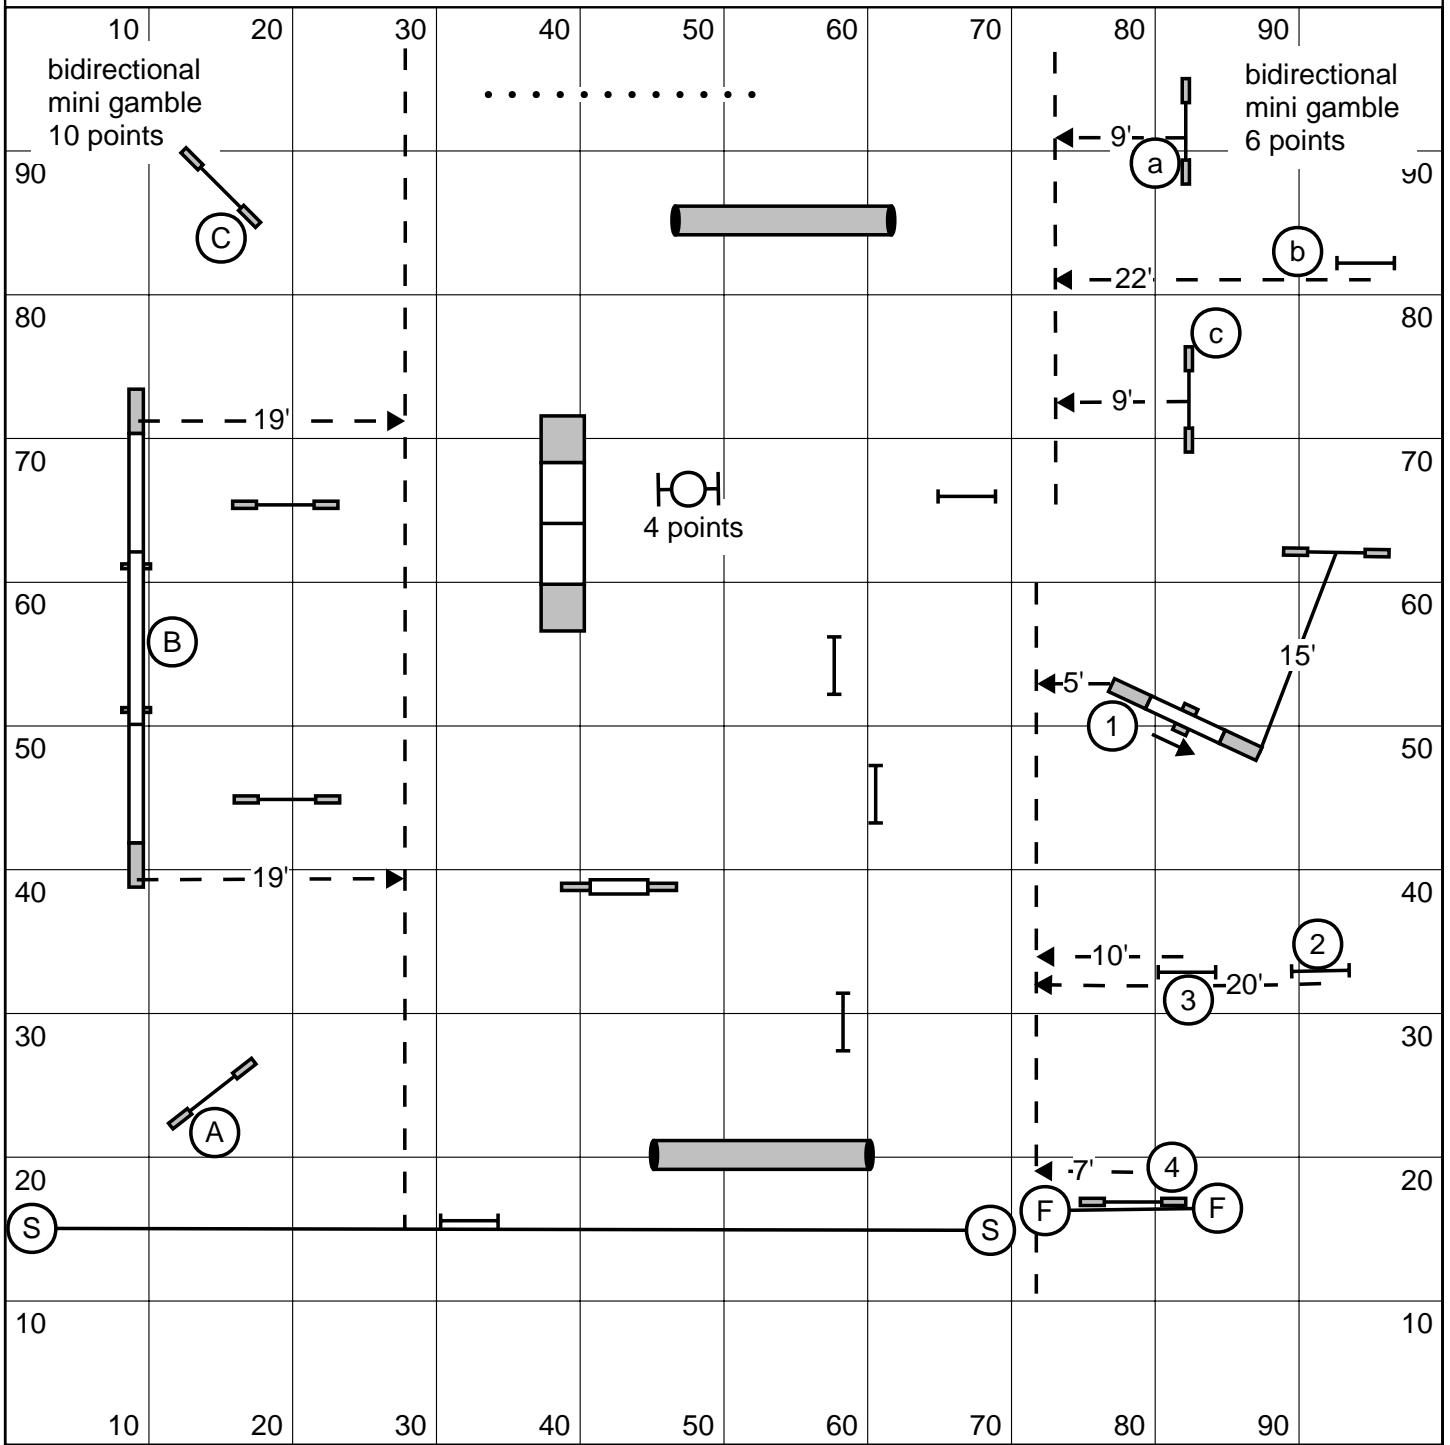 10 20 30 40 50 60 70 80 90
bidirectional
mini gamble
10 points
bidirectional
mini gamble
6 points
9'
a
90 90
C
b
22'
80 80
c
19' 9'
70 70
4 points
60 60
B
15'
5'
1
50 50
19'
40 40
2
10'
20'
3
30 30
A
4
7'
20 20
S S F F
10 10
10 20 30 40 50 60 70 80 90